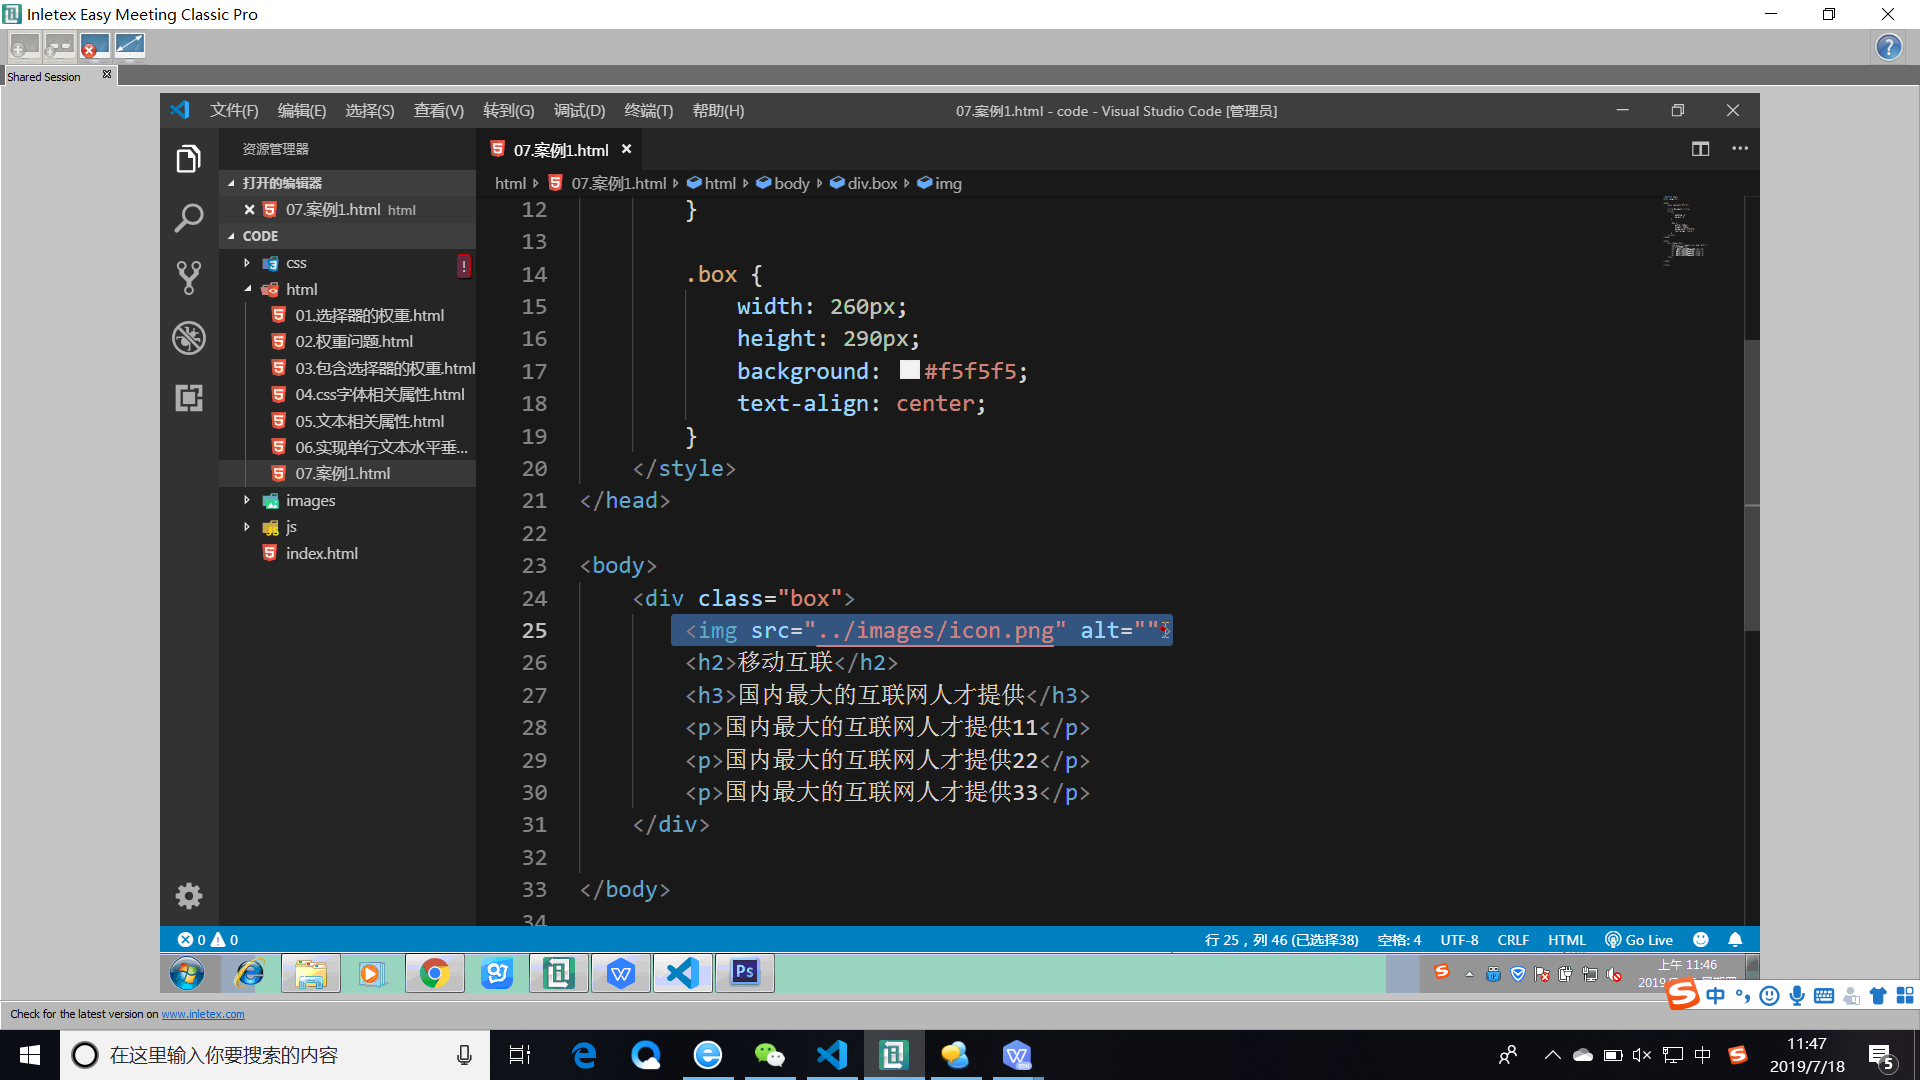 Inletex Easy Meeting Classic Pro
Shared Session
文件(F) 编辑(E) 选择(S) 查看(V) 转到(G) 调试(D) 终端(T) 帮助(H)
07.案例1.html - code - Visual Studio Code [管理员]
资源管理器
07.案例1.html
打开的编辑器
html 07.案例1.html html body div.box img
07.案例1.html html
CODE
css
html
01.选择器的权重.html
02.权重问题.html
03.包含选择器的权重.html
04.css字体相关属性.html
05.文本相关属性.html
06.实现单行文本水平垂...
07.案例1.html
images
js
index.html
12 }
13
14 .box {
15 width: 260px;
16 height: 290px;
17 background: #f5f5f5;
18 text-align: center;
19 }
20 </style>
21 </head>
22
23 <body>
24 <div class="box">
25 <img src="../images/icon.png" alt="">
26 <h2>移动互联</h2>
27 <h3>国内最大的互联网人才提供</h3>
28 <p>国内最大的互联网人才提供11</p>
29 <p>国内最大的互联网人才提供22</p>
30 <p>国内最大的互联网人才提供33</p>
31 </div>
32
33 </body>
34
0 0
行 25，列 46 (已选择38) 空格: 4 UTF-8 CRLF HTML Go Live
Ps
上午 11:46
2019
中
Check for the latest version on www.inletex.com
在这里输入你要搜索的内容
中
11:47
2019/7/18
5